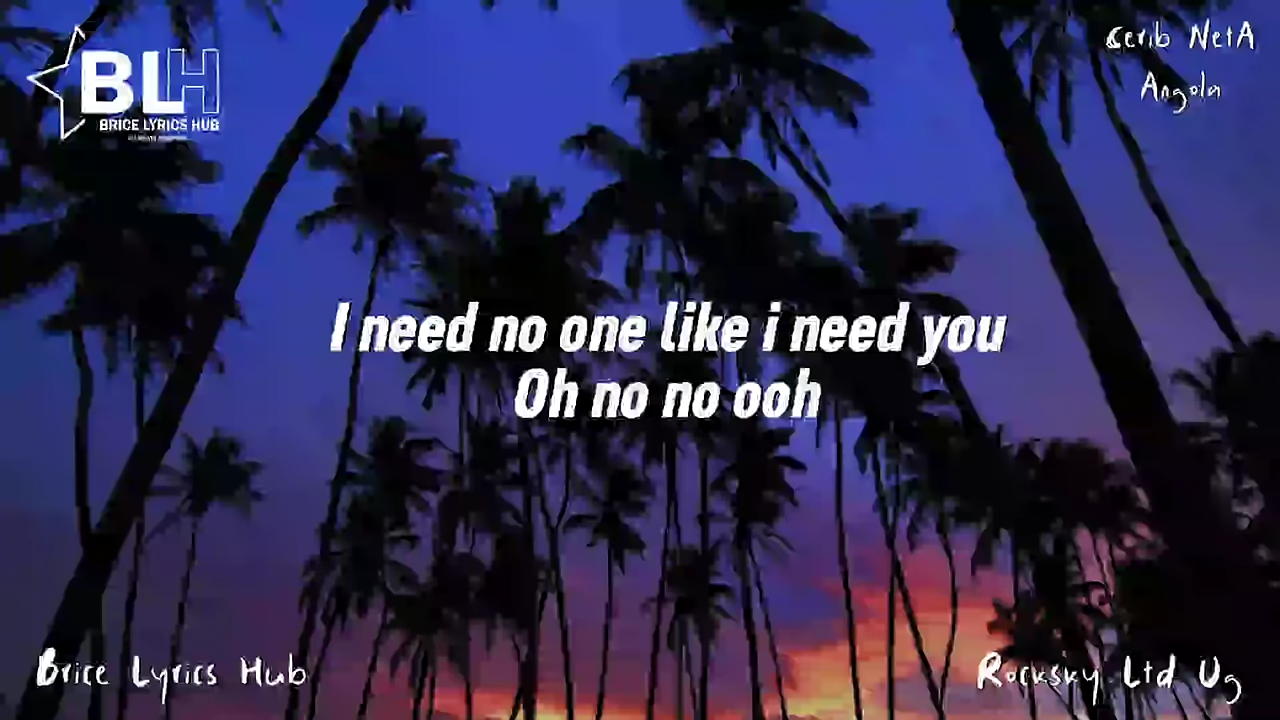 BLH
BRICE LYRICS HUB
Cerib NetA
Angola
I need no one like i need you
Oh no no ooh
Brice Lyrics Hub
Rocksky Ltd Ug